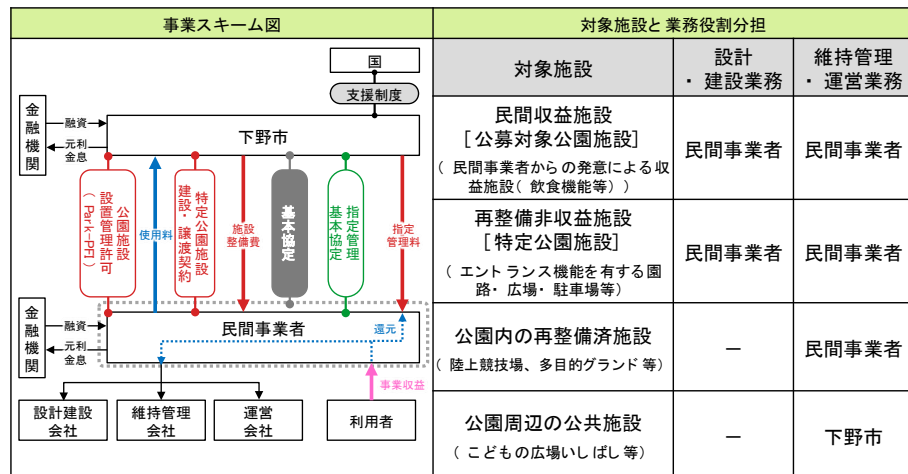 事業スキーム図
国
支援制度
金融機関
融資
元利
金息
下野市
公園施設
設置管理許可
(Park-PFI)
使用料
特定公園施設
建設・譲渡契約
施設
整備費
基本協定
指定管理
基本協定
指定
管理料
金融機関
融資
元利
金息
民間事業者
還元
事業収益
設計建設
会社
維持管理
会社
運営
会社
利用者
対象施設と業務役割分担
対象施設
設計
・建設業務
維持管理
・運営業務
民間収益施設
[公募対象公園施設]
(民間事業者からの発意による収
益施設(飲食機能等))
民間事業者
民間事業者
再整備非収益施設
[特定公園施設]
(エントランス機能を有する園
路・広場・駐車場等)
民間事業者
民間事業者
公園内の再整備済施設
(陸上競技場、多目的グランド等)
－
民間事業者
公園周辺の公共施設
(こどもの広場いしばし等)
－
下野市